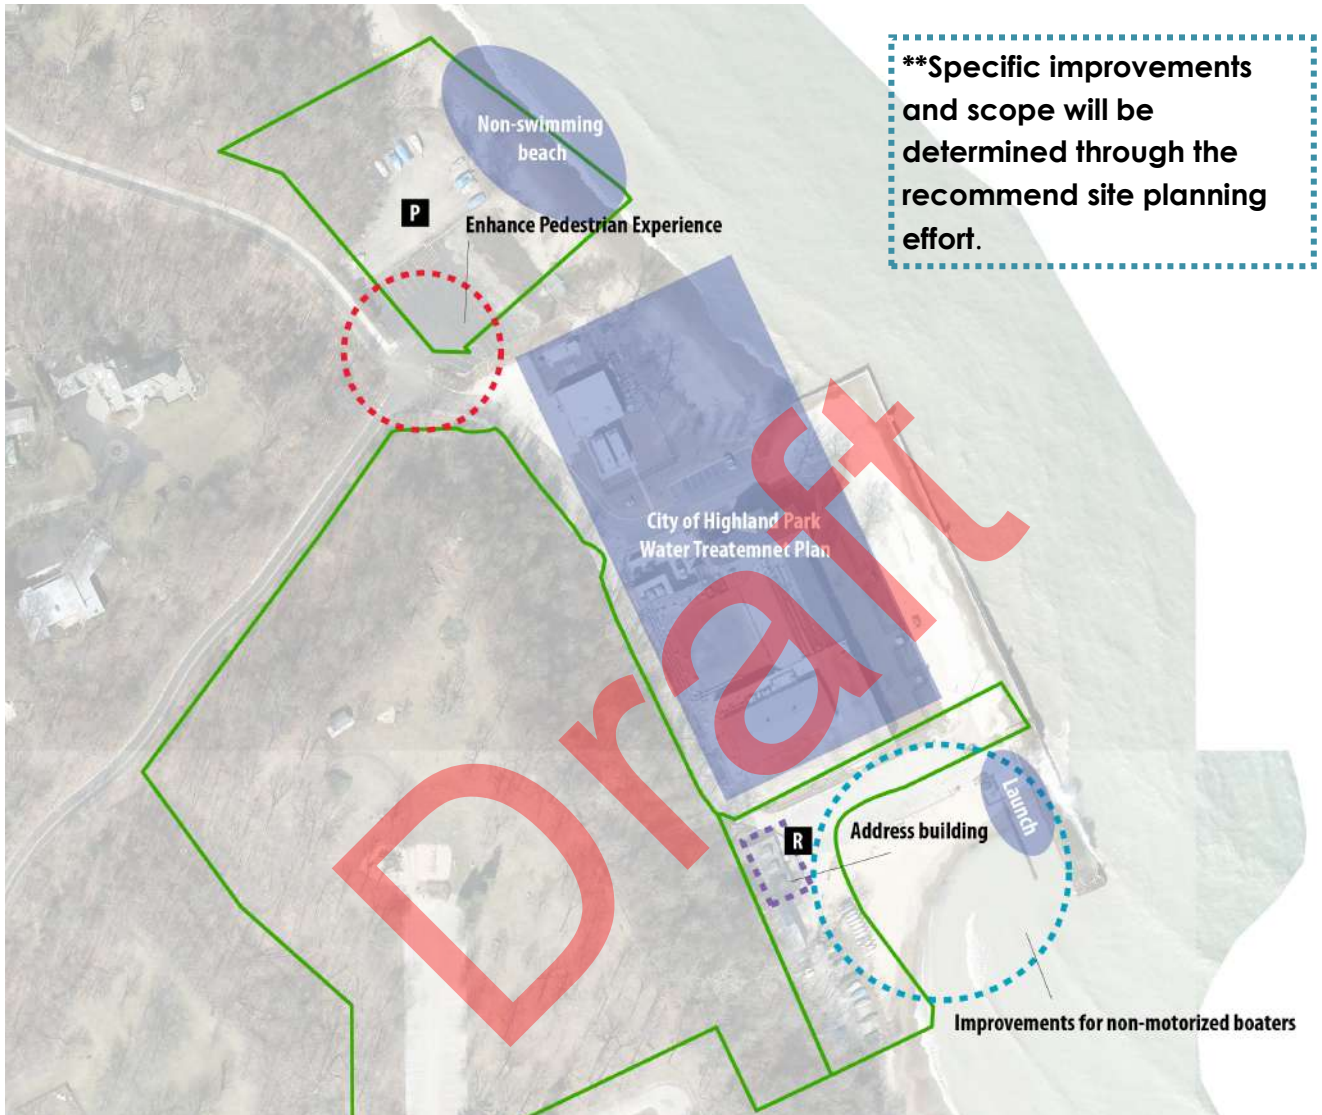 **Specific improvements
and scope will be
determined through the
recommend site planning
effort.
Non-swimming
beach
P
Enhance Pedestrian Experience
City of Highland Park
Water Treatemnet Plan
Draft
Launch
R
Address building
Improvements for non-motorized boaters